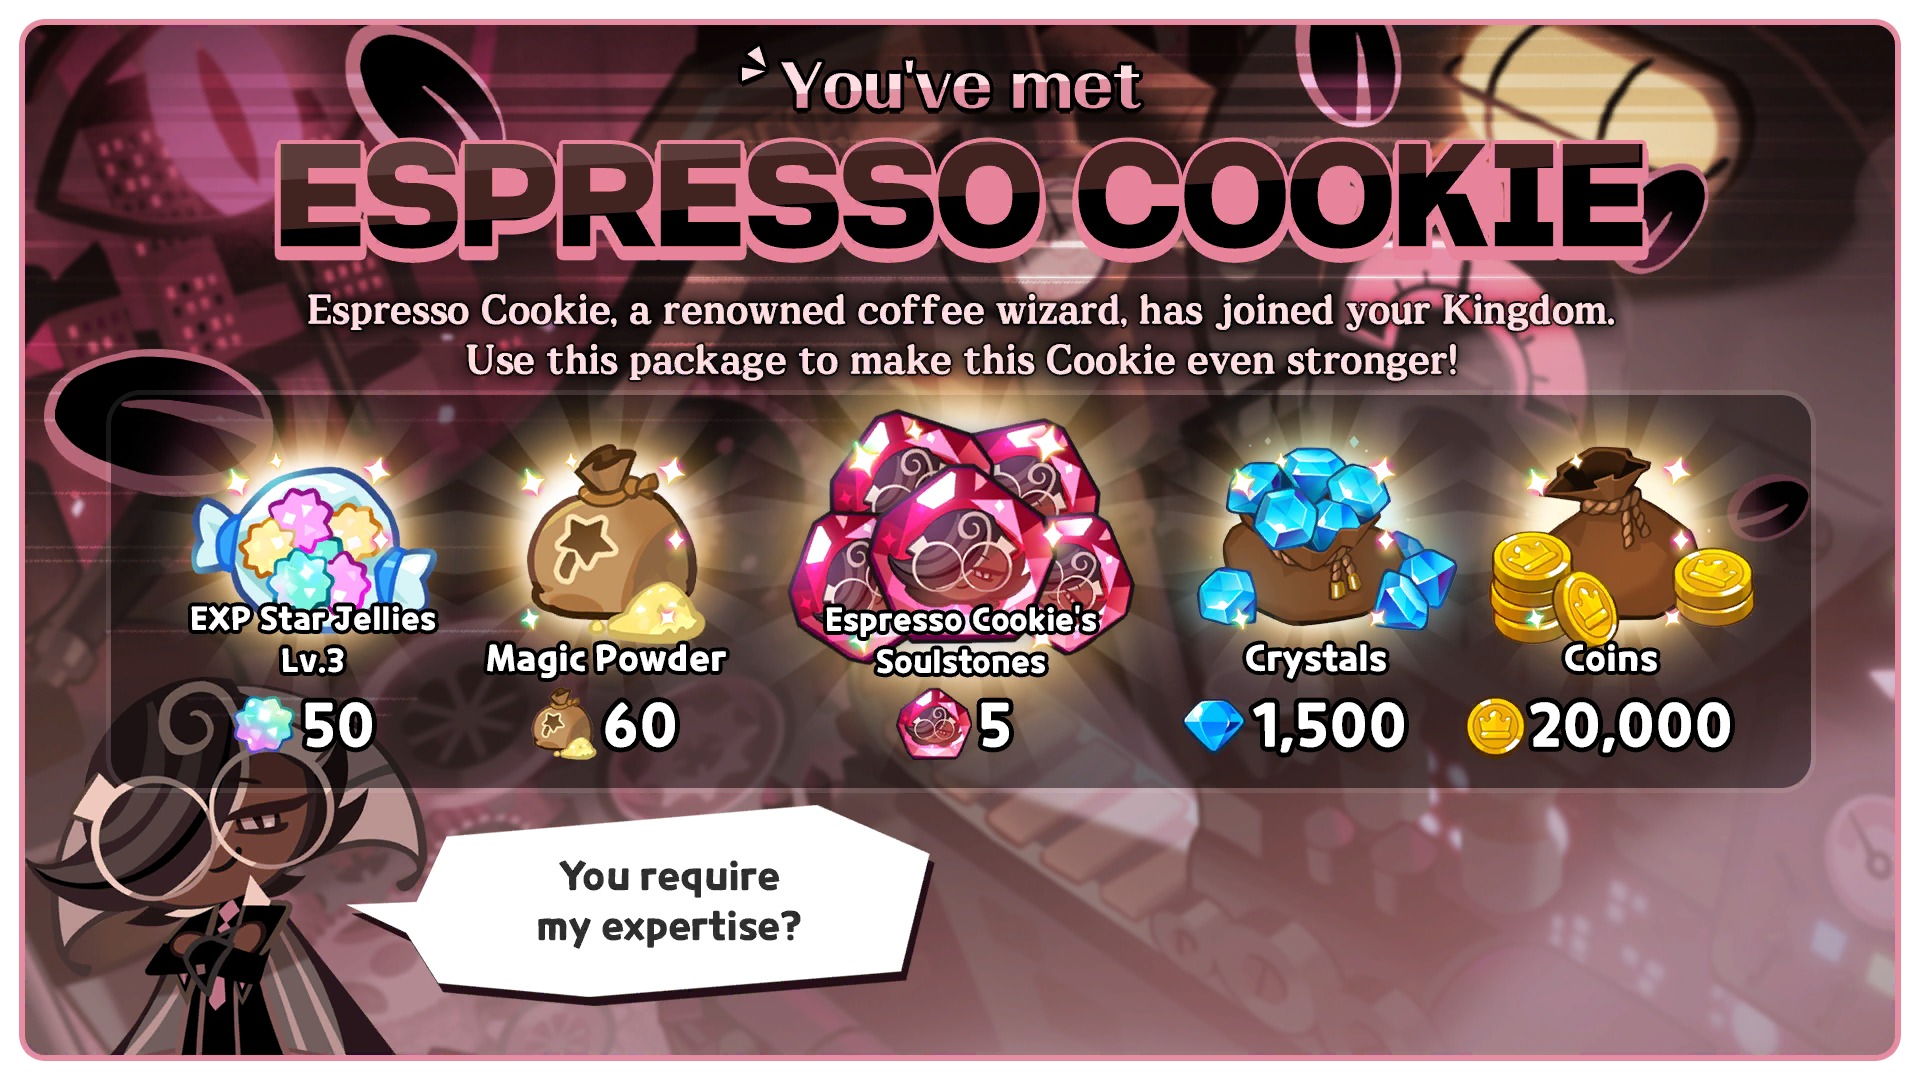 You've met
ESPRESSO COOKIE
Espresso Cookie, a renowned coffee wizard, has joined your Kingdom.
Use this package to make this Cookie even stronger!
EXP Star Jellies
Lv.3
50
Magic Powder
60
Espresso Cookie's
Soulstones
5
Crystals
1,500
Coins
20,000
You require
my expertise?